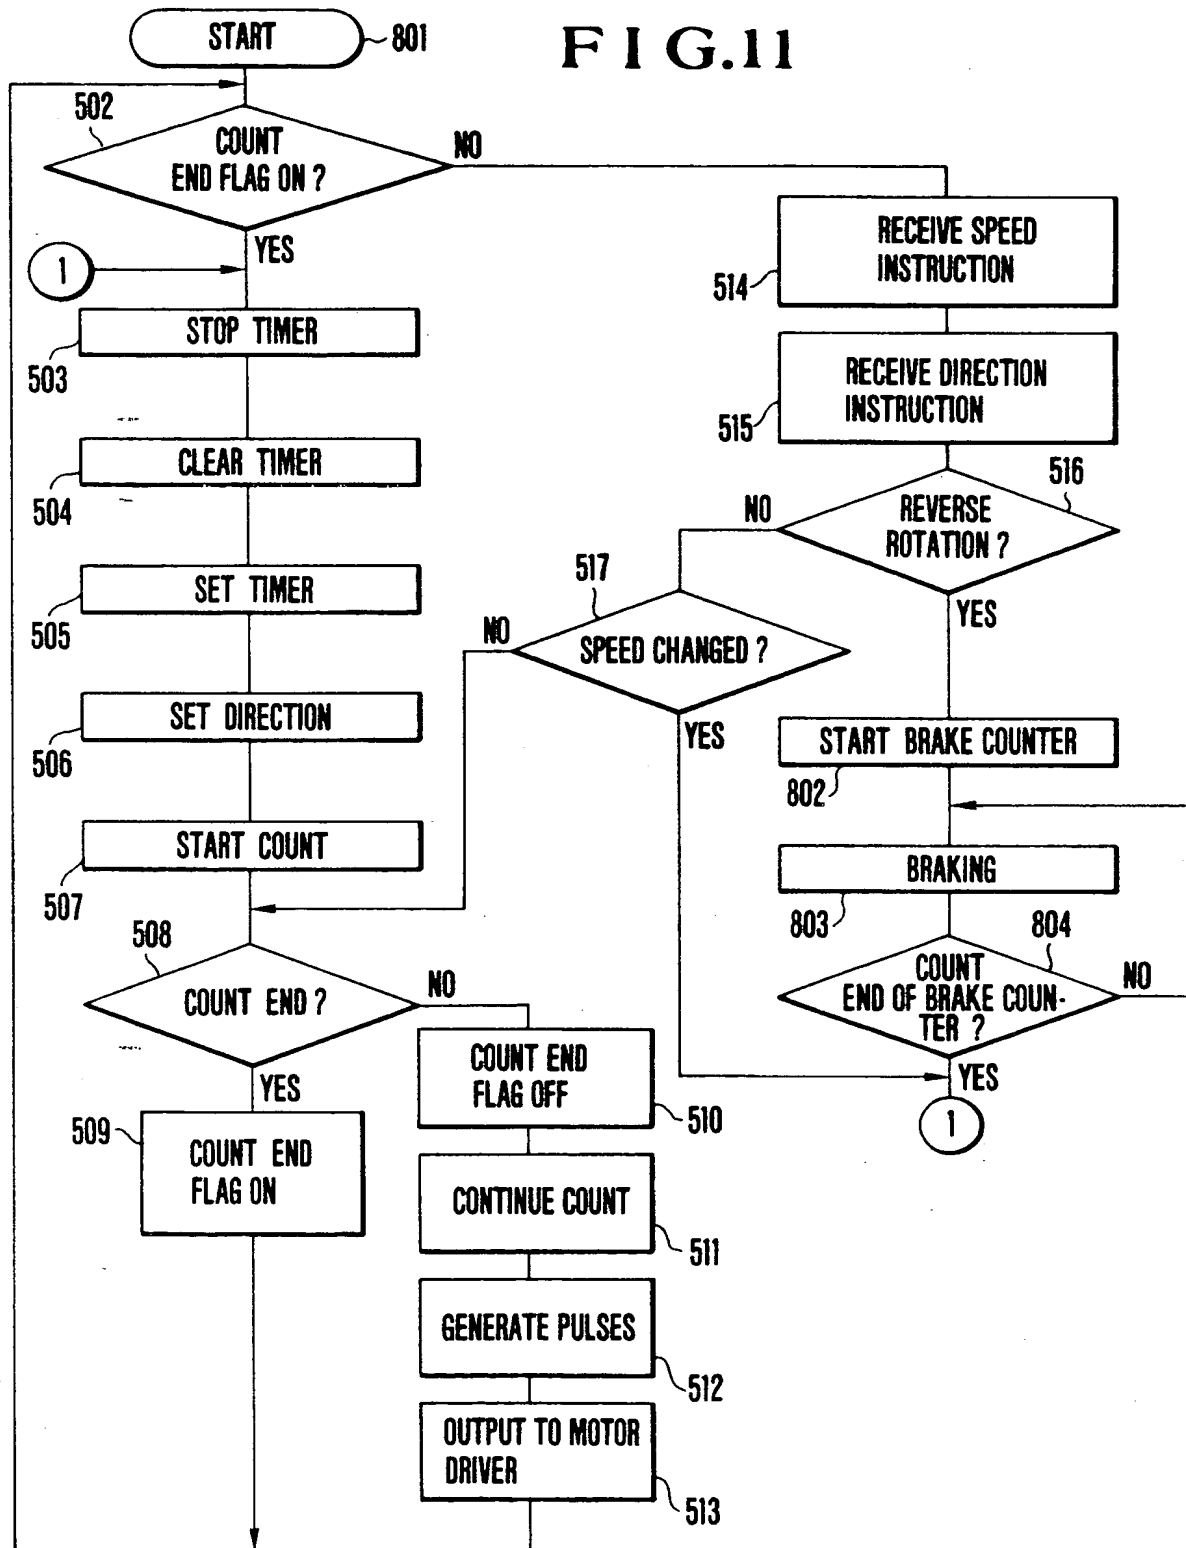 FIG.11
START
801
502
COUNT
END FLAG ON ?
NO
YES
1
STOP TIMER
503
CLEAR TIMER
504
SET TIMER
505
SET DIRECTION
506
START COUNT
507
508
COUNT END ?
NO
YES
509
COUNT END
FLAG ON
COUNT END
FLAG OFF
510
CONTINUE COUNT
511
GENERATE PULSES
512
OUTPUT TO MOTOR
DRIVER
513
RECEIVE SPEED
INSTRUCTION
514
RECEIVE DIRECTION
INSTRUCTION
515
516
REVERSE
ROTATION ?
NO
YES
517
SPEED CHANGED ?
NO
YES
START BRAKE COUNTER
802
BRAKING
803
804
COUNT
END OF BRAKE COUN-
TER ?
NO
YES
1